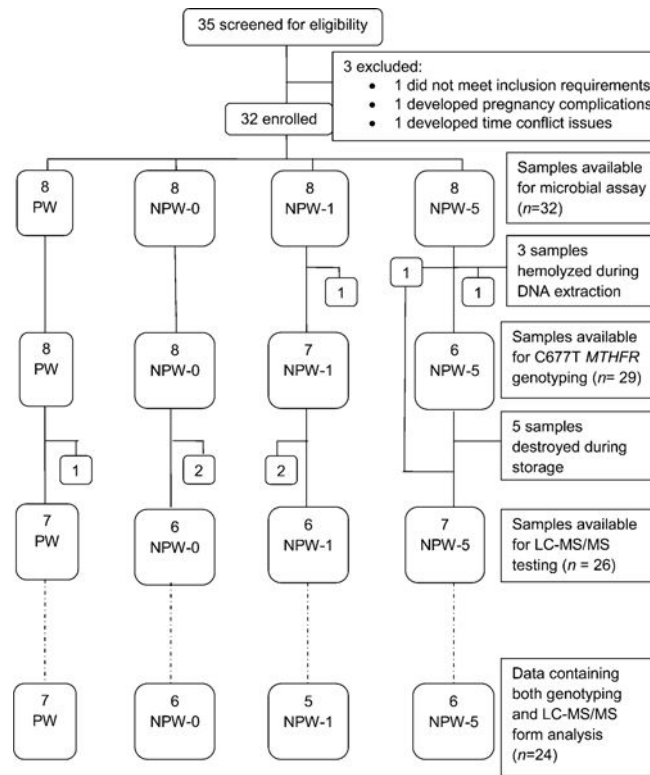 35 screened for eligibility
3 excluded:
• 1 did not meet inclusion requirements
• 1 developed pregnancy complications
• 1 developed time conflict issues
32 enrolled
8
PW
8
NPW-0
8
NPW-1
8
NPW-5
Samples available
for microbial assay
(n=32)
1
1
1
3 samples
hemolyzed during
DNA extraction
8
PW
8
NPW-0
7
NPW-1
6
NPW-5
Samples available
for C677T MTHFR
genotyping (n= 29)
1
2
2
5 samples
destroyed during
storage
7
PW
6
NPW-0
6
NPW-1
7
NPW-5
Samples available
for LC-MS/MS
testing (n = 26)
7
PW
6
NPW-0
5
NPW-1
6
NPW-5
Data containing
both genotyping
and LC-MS/MS
form analysis
(n=24)